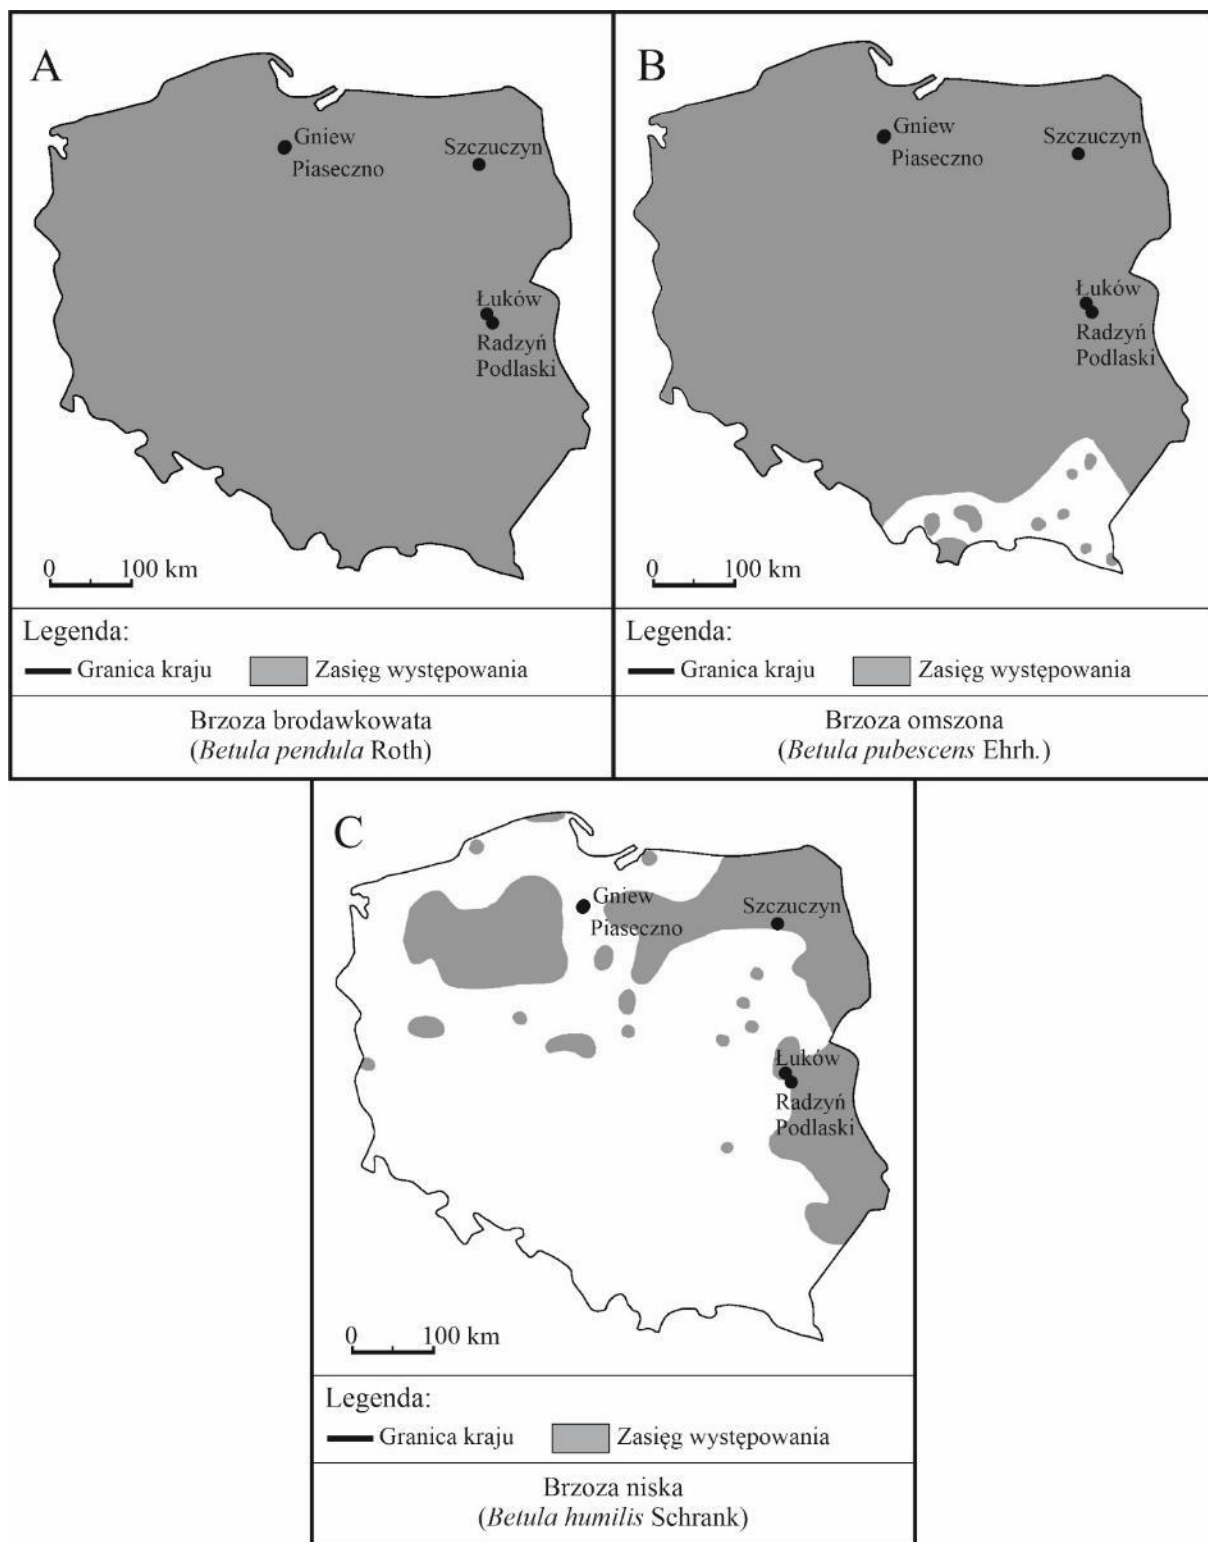 A
Gniew
Piaseczno
Szczuczyn
Łuków
Radzyń
Podlaski
0 100 km
Legenda:
Granica kraju Zasięg występowania
Brzoza brodawkowata
(Betula pendula Roth)
B
Gniew
Piaseczno
Szczuczyn
Łuków
Radzyń
Podlaski
0 100 km
Legenda:
Granica kraju Zasięg występowania
Brzoza omszona
(Betula pubescens Ehrh.)
C
Gniew
Piaseczno
Szczuczyn
Łuków
Radzyń
Podlaski
0 100 km
Legenda:
Granica kraju Zasięg występowania
Brzoza niska
(Betula humilis Schrank)